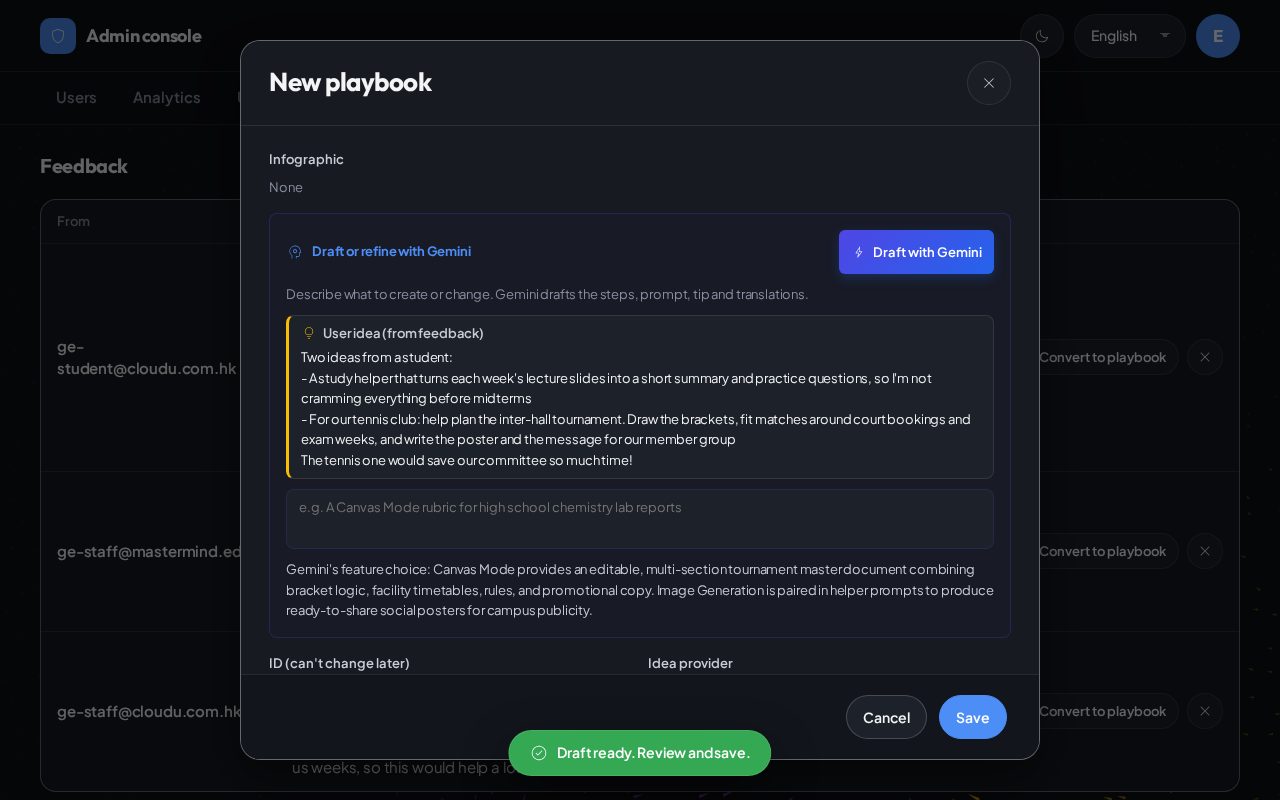 Admin console
English
E
Users
Analytics
New playbook
Feedback
From
Infographic
None
Draft or refine with Gemini
Draft with Gemini
Describe what to create or change. Gemini drafts the steps, prompt, tip and translations.
User idea (from feedback)
Two ideas from a student:
- A study helper that turns each week's lecture slides into a short summary and practice questions, so I'm not
cramming everything before midterms
- For our tennis club: help plan the inter-hall tournament. Draw the brackets, fit matches around court bookings and
exam weeks, and write the poster and the message for our member group
The tennis one would save our committee so much time!
e.g. A Canvas Mode rubric for high school chemistry lab reports
Gemini's feature choice: Canvas Mode provides an editable, multi-section tournament master document combining
bracket logic, facility timetables, rules, and promotional copy. Image Generation is paired in helper prompts to produce
ready-to-share social posters for campus publicity.
ID (can't change later)
Idea provider
Cancel
Save
Draft ready. Review and save.
ge-
student@cloudu.com.hk
Convert to playbook
ge-staff@mastermind.ed
Convert to playbook
ge-staff@cloudu.com.hk
Convert to playbook
us weeks, so this would help a lo